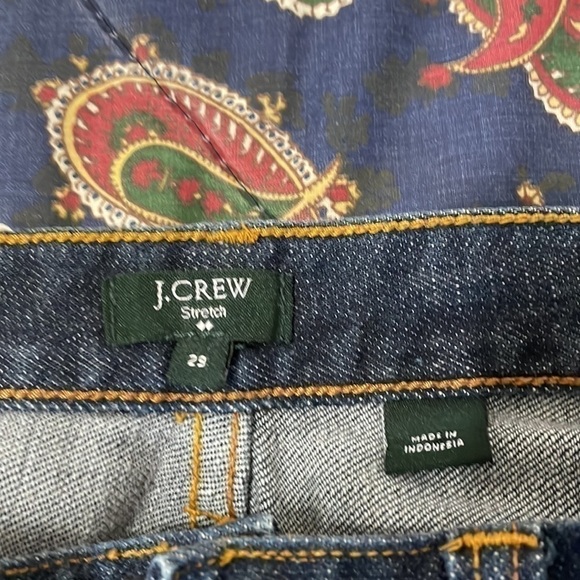 J.CREW
Stretch
29
MADE IN
INDONESIA